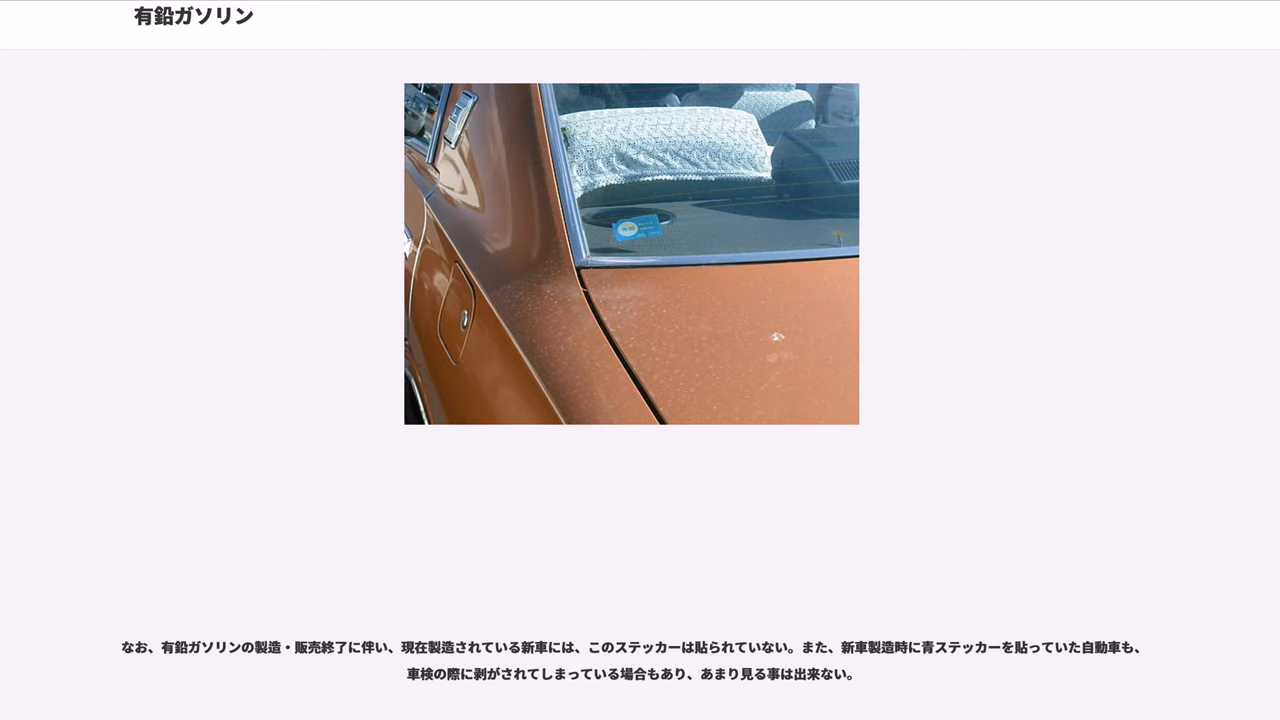 有鉛ガソリン
なお、有鉛ガソリンの製造・販売終了に伴い、現在製造されている新車には、このステッカーは貼られていない。また、新車製造時に青ステッカーを貼っていた自動車も、
車検の際に剥がされてしまっている場合もあり、あまり見る事は出来ない。